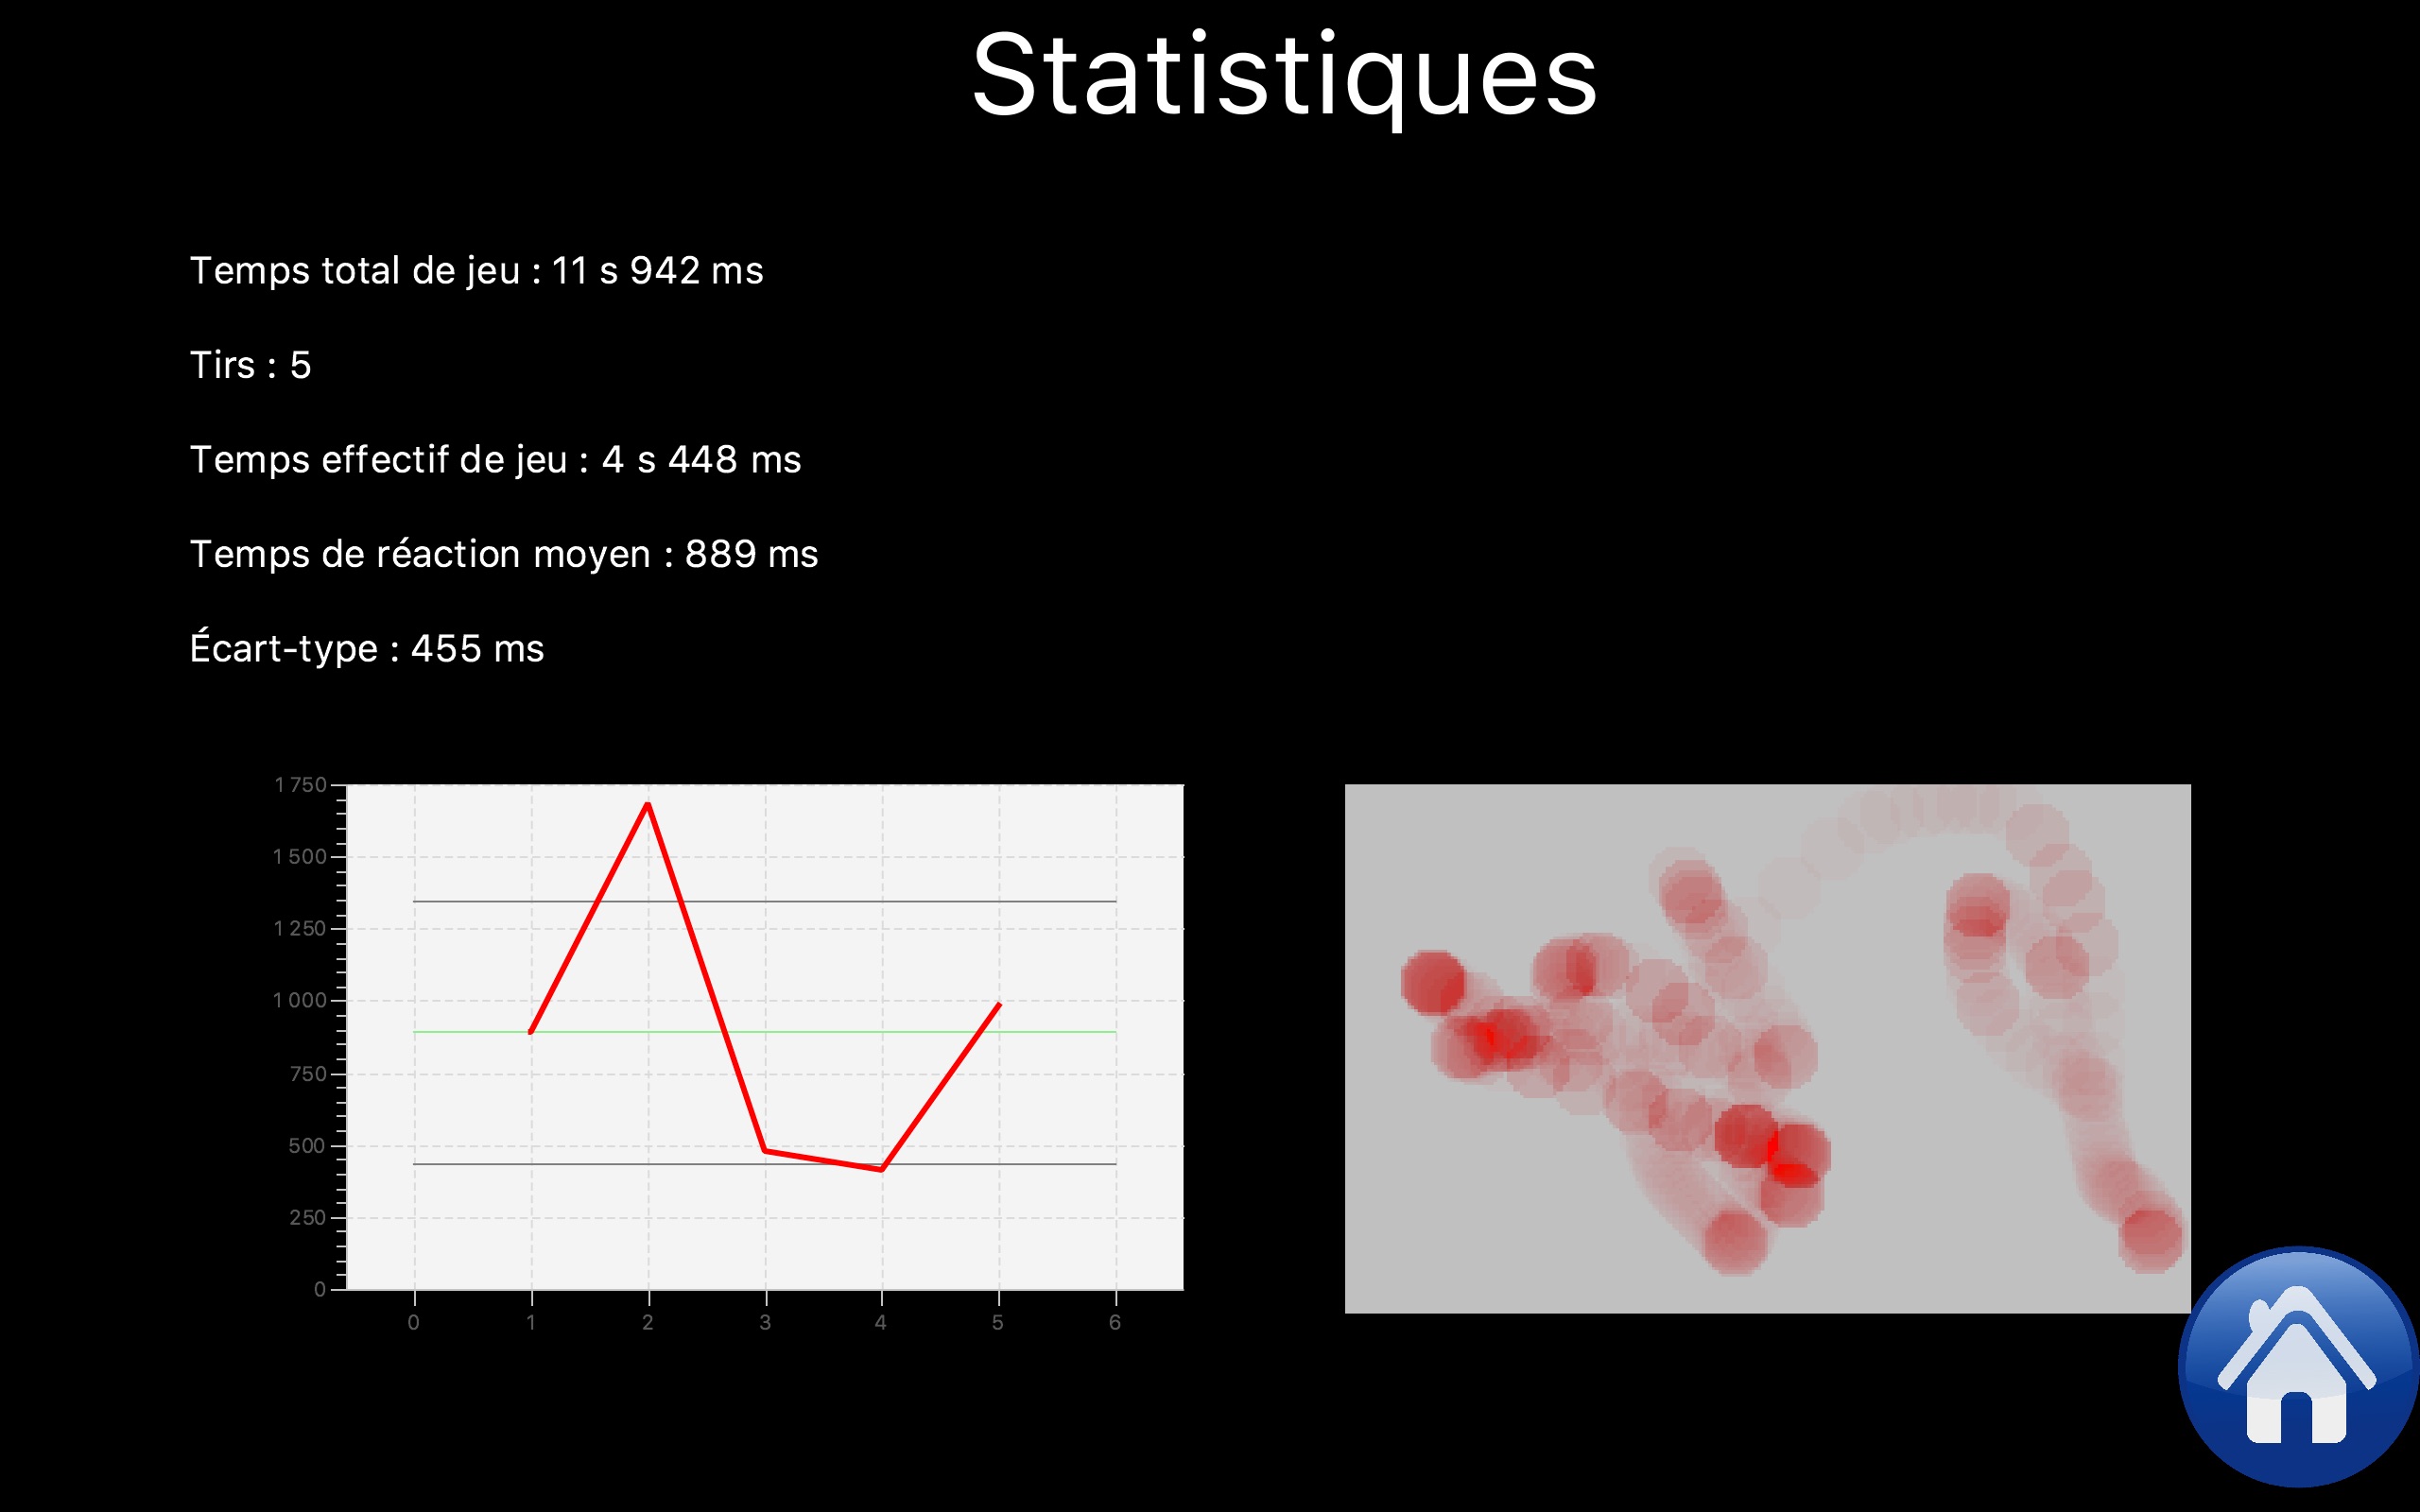 Statistiques
Temps total de jeu : 11 s 942 ms
Tirs : 5
Temps effectif de jeu : 4 s 448 ms
Temps de réaction moyen : 889 ms
Écart-type : 455 ms
1 750
1 500
1 250
1 000
750
500
250
0
0 1 2 3 4 5 6